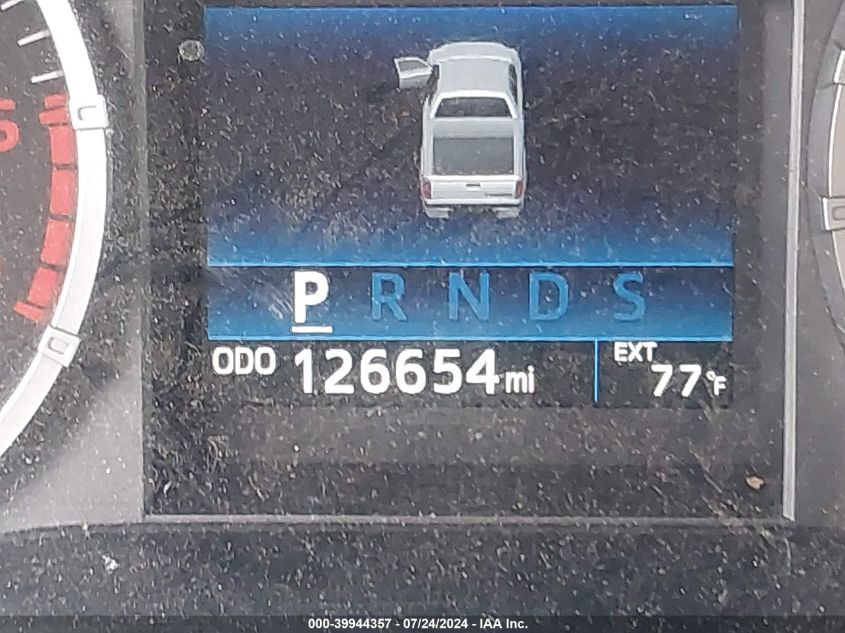 P R N D S
ODO 126654 mi EXT 77°F
000-39944357 / 07/24/2024 - IAA Inc.